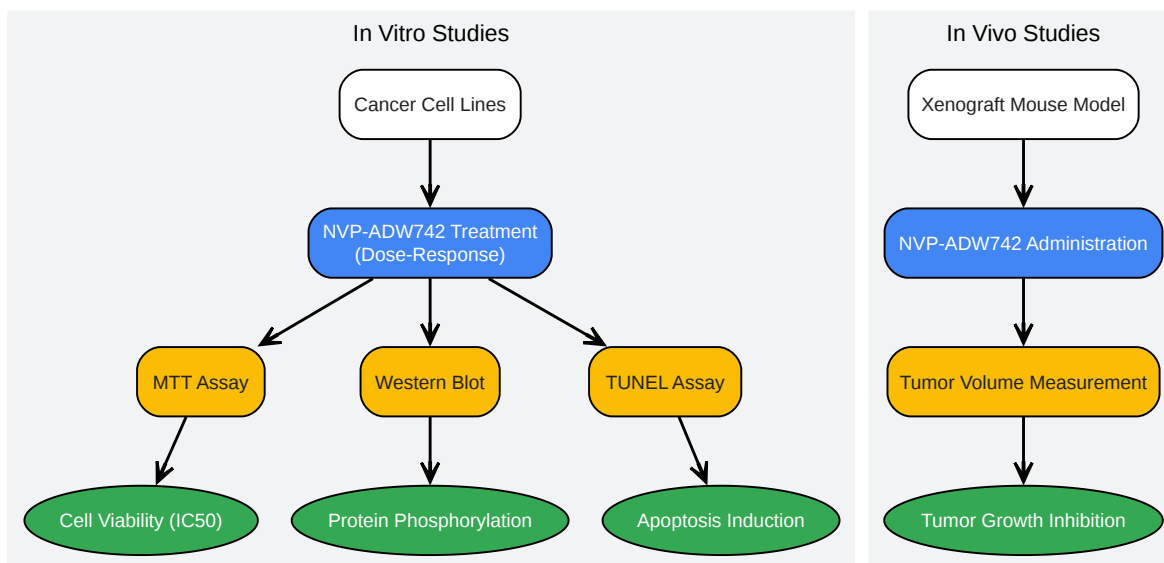 In Vitro Studies
Cancer Cell Lines
NVP-ADW742 Treatment
(Dose-Response)
MTT Assay
Western Blot
TUNEL Assay
Cell Viability (IC50)
Protein Phosphorylation
Apoptosis Induction
In Vivo Studies
Xenograft Mouse Model
NVP-ADW742 Administration
Tumor Volume Measurement
Tumor Growth Inhibition